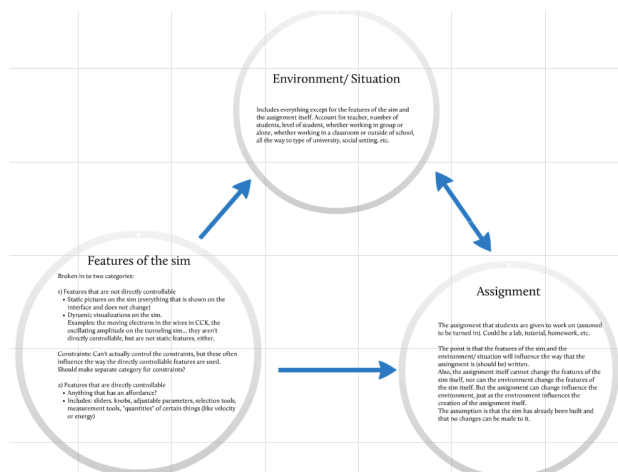 Environment/ Situation
Includes everything except for the features of the sim and
the assignment itself. Account for teacher, number of
students, level of student, whether working in group or
alone, whether working in a classroom or outside of school,
all the way to type of university, social setting, etc.
Features of the sim
Broken in to two categories:
1) Features that are not directly controllable
• Static pictures on the sim (everything that is shown on the
interface and does not change)
• Dynamic visualizations on the sim.
Examples: the moving electrons in the wires in CCK, the
oscillating amplitude on the tunneling sim... they aren't
directly controllable, but are not static features, either.
Constraints: Can't actually control the constraints, but these often
influence the way the directly controllable features are used.
Should make separate category for constraints?
2) Features that are directly controllable
• Anything that has an affordance?
• Includes: sliders, knobs, adjustable parameters, selection tools,
measurement tools, "quantities" of certain things (like velocity
or energy)
Assignment
The assignment that students are given to work on (assumed
to be turned in). Could be a lab, tutorial, homework, etc.
The point is that the features of the sim and the
environment/ situation will influence the way that the
assingment is (should be) written.
Also, the assignment itself cannot change the features of
the sim itself, nor can the environment change the features of
the sim itself. But the assignment can change influence the
environment, just as the environment influences the
creation of the assignment itself.
The assumption is that the sim has already been built and
that no changes can be made to it.